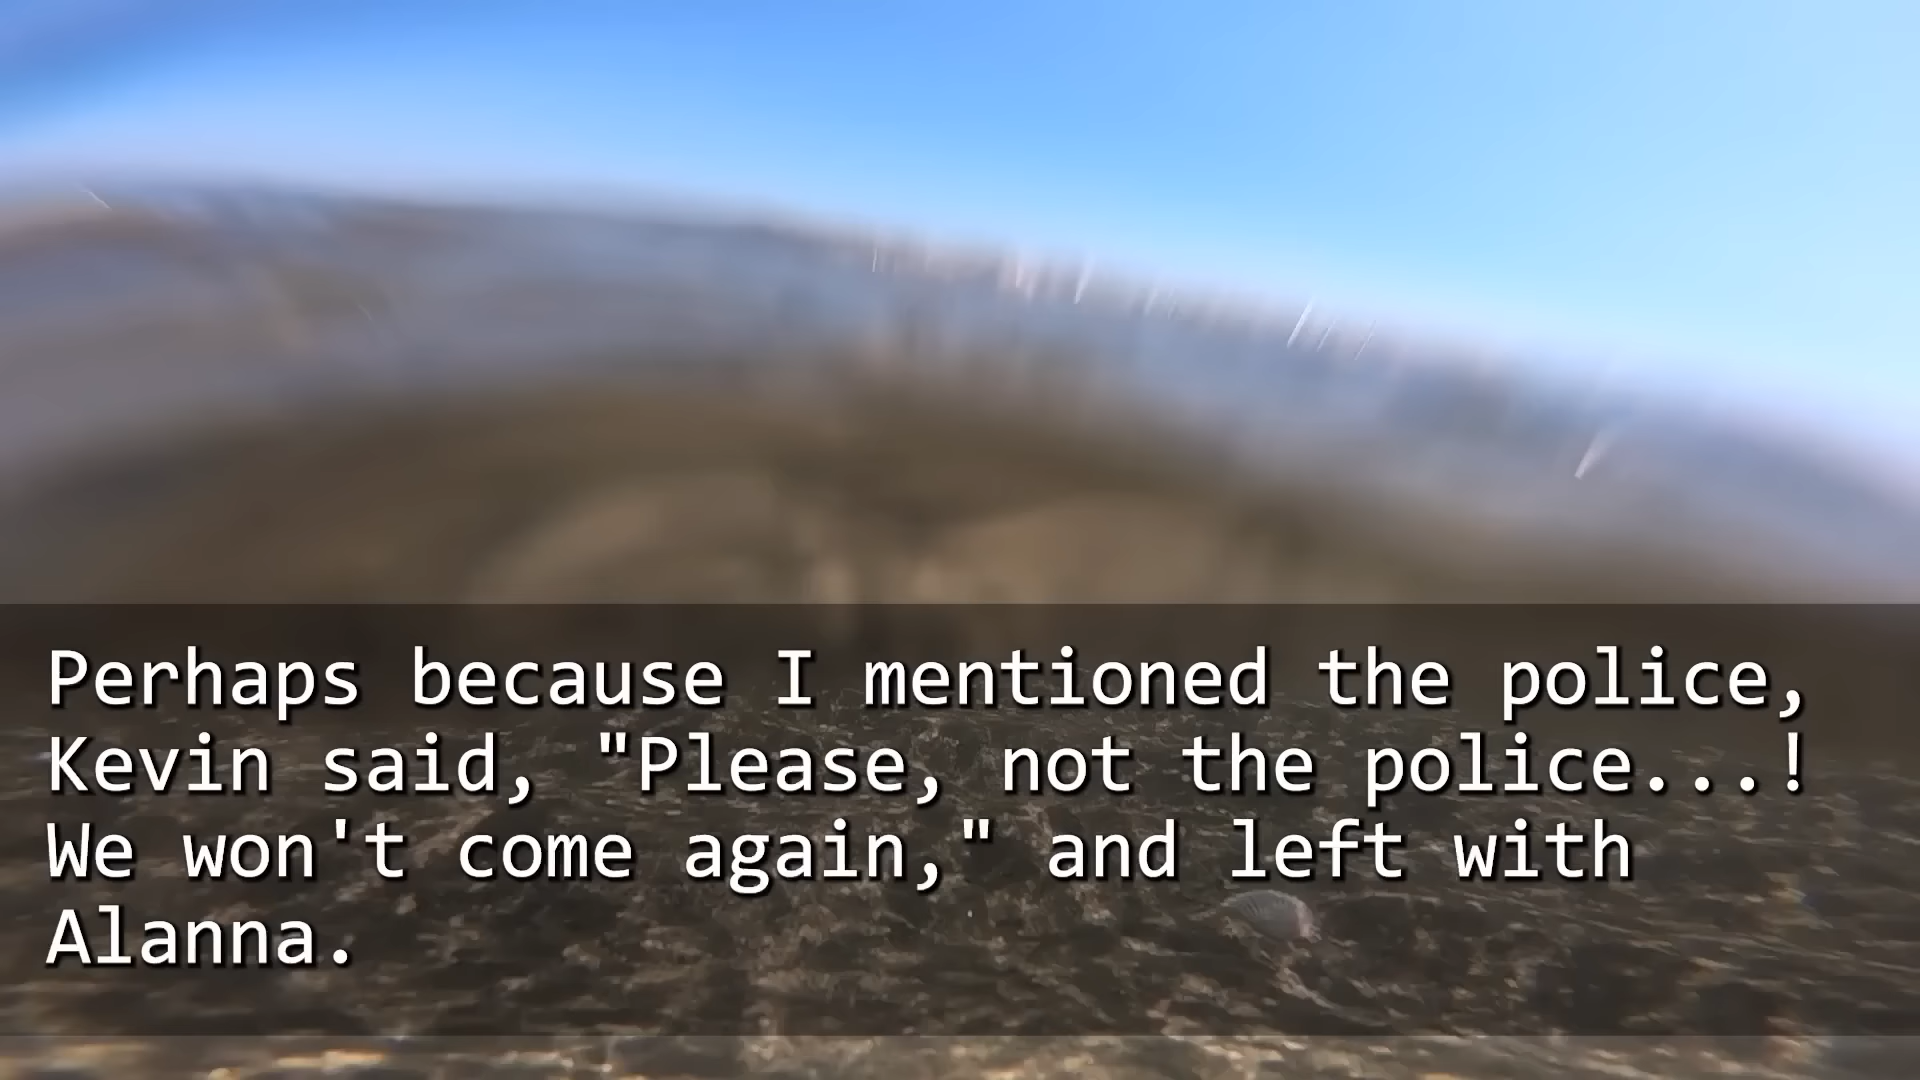 Perhaps because I mentioned the police,
Kevin said, "Please, not the police...!
We won't come again," and left with
Alanna.